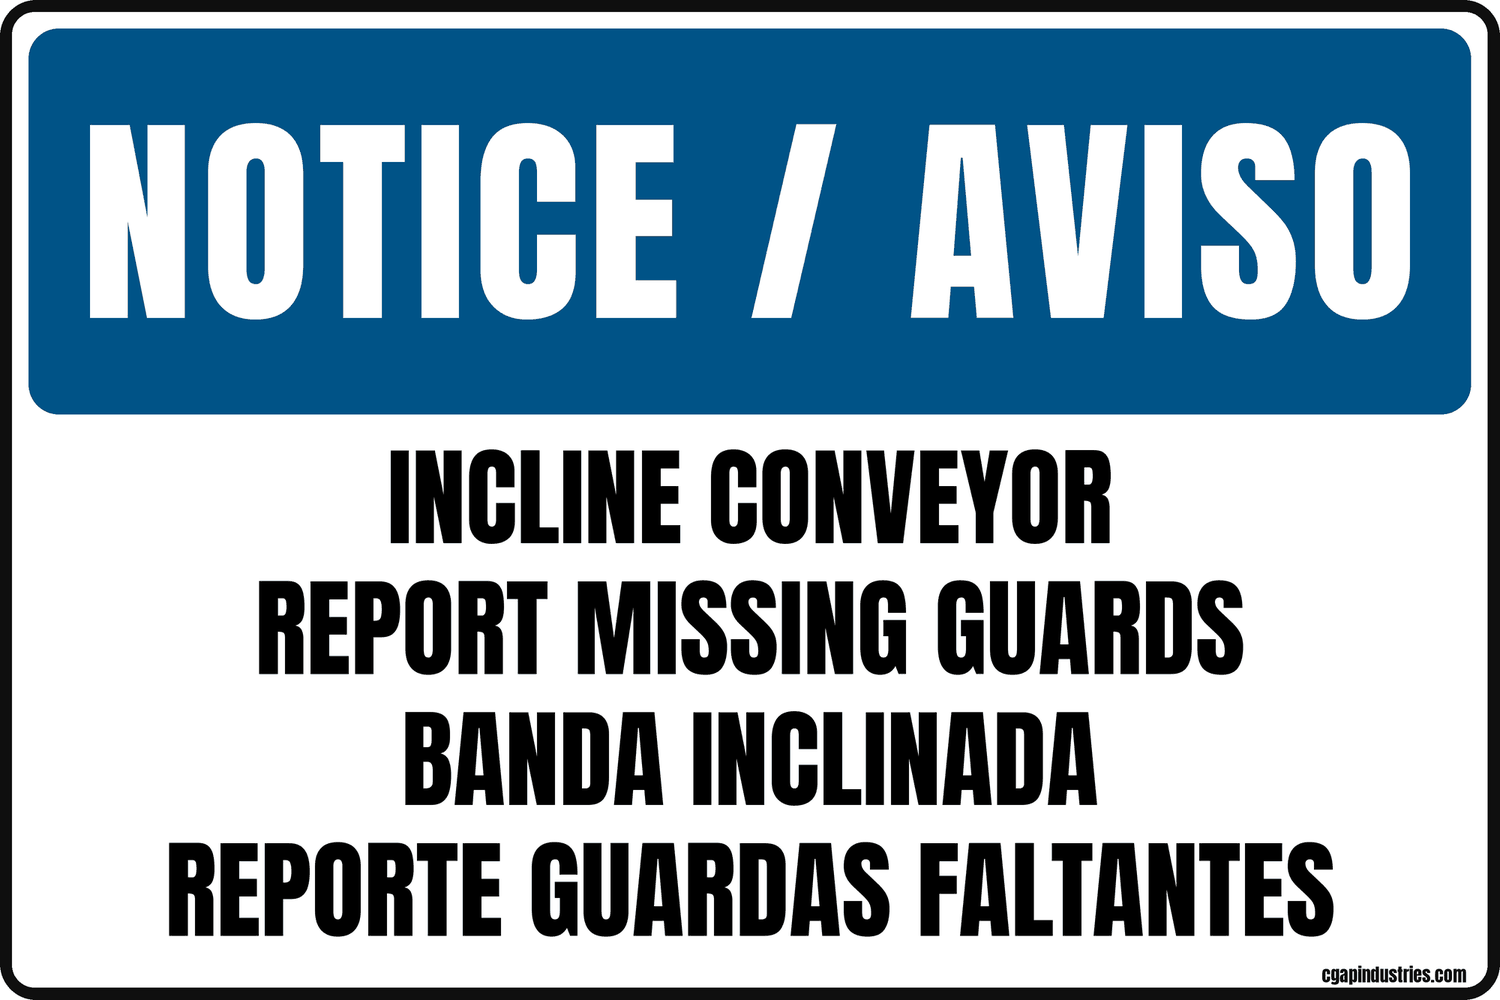 NOTICE / AVISO
INCLINE CONVEYOR
REPORT MISSING GUARDS
BANDA INCLINADA
REPORTE GUARDAS FALTANTES
cgapindustries.com